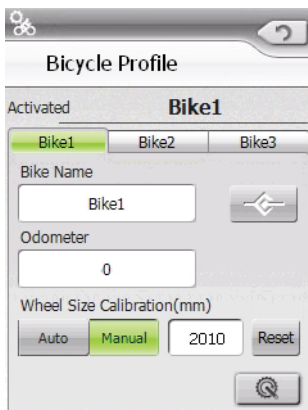 Bicycle Profile
Activated Bike1
Bike1 Bike2 Bike3
Bike Name
Bike1
Odometer
0
Wheel Size Calibration(mm)
Auto Manual 2010 Reset